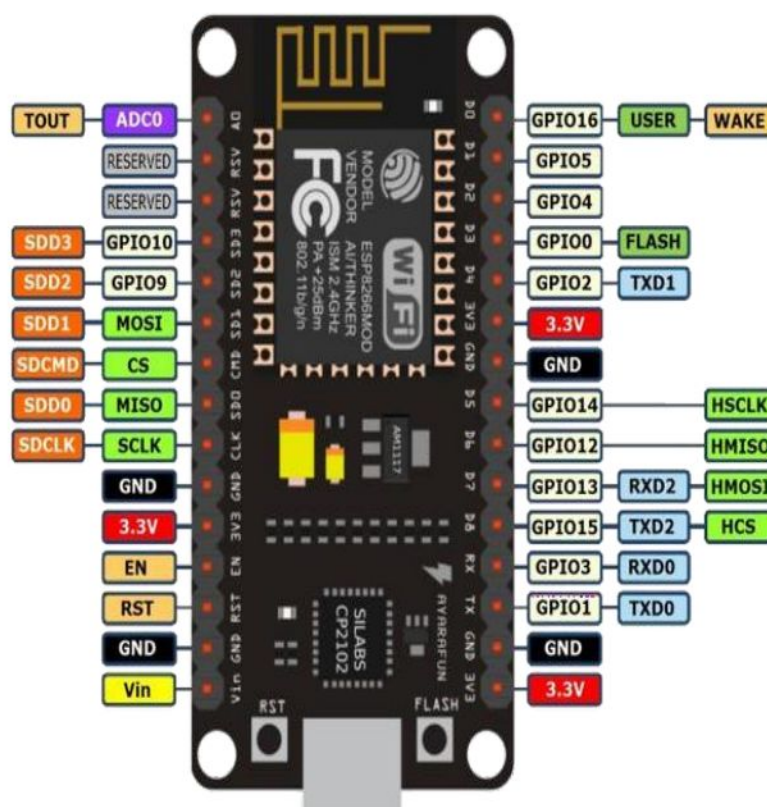 TOUT ADC0 A0 D0 GPIO16 USER WAKE
RESERVED RSV D1 GPIO5
RESERVED RSV D2 GPIO4
SDD3 GPIO10 SD3 D3 GPIO0 FLASH
SDD2 GPIO9 SD2 D4 GPIO2 TXD1
SDD1 MOSI SD1 3V3 3.3V
SDCMD CS CMD GND GND
SDD0 MISO SD0 D5 GPIO14 HSCLK
SDCLK SCLK CLK D6 GPIO12 HMISO
GND GND D7 GPIO13 RXD2 HMOSI
3.3V 3V3 D8 GPIO15 TXD2 HCS
EN EN RX GPIO3 RXD0
RST RST TX GPIO1 TXD0
GND GND GND GND
Vin Vin 3V3 3.3V
MODEL ESP8266MOD
VENDOR AI/THINKER
ISM 2.4GHz
PA +25dBm
802.11b/g/n
FC
Wi Fi
AM1117
SILABS
CP2102
AYARAFUN
RST
FLASH